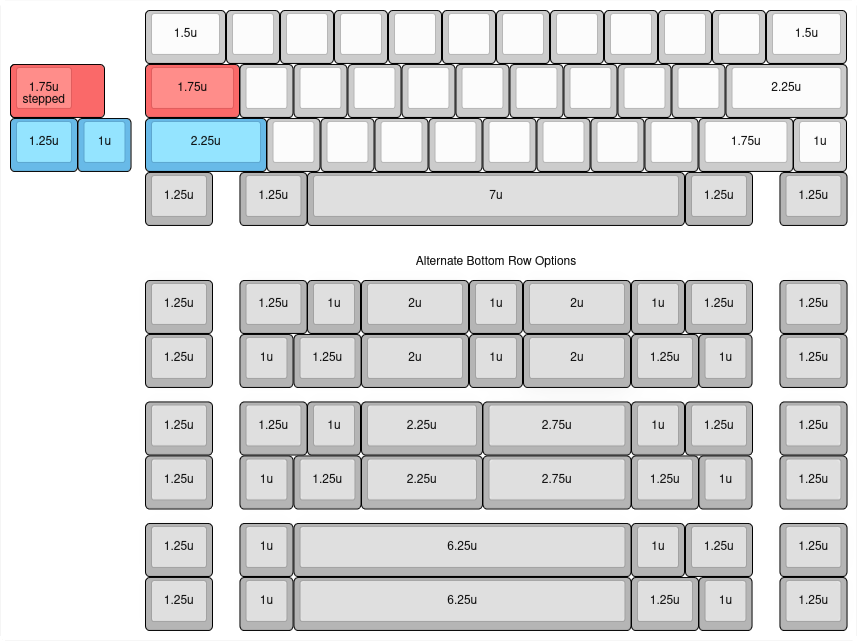 1.5u 1.5u
1.75u stepped 1.75u 2.25u
1.25u 1u 2.25u 1.75u 1u
1.25u 1.25u 7u 1.25u 1.25u
Alternate Bottom Row Options
1.25u 1.25u 1u 2u 1u 2u 1u 1.25u 1.25u
1.25u 1u 1.25u 2u 1u 2u 1.25u 1u 1.25u
1.25u 1.25u 1u 2.25u 2.75u 1u 1.25u 1.25u
1.25u 1u 1.25u 2.25u 2.75u 1.25u 1u 1.25u
1.25u 1u 6.25u 1u 1.25u 1.25u
1.25u 1u 6.25u 1.25u 1u 1.25u